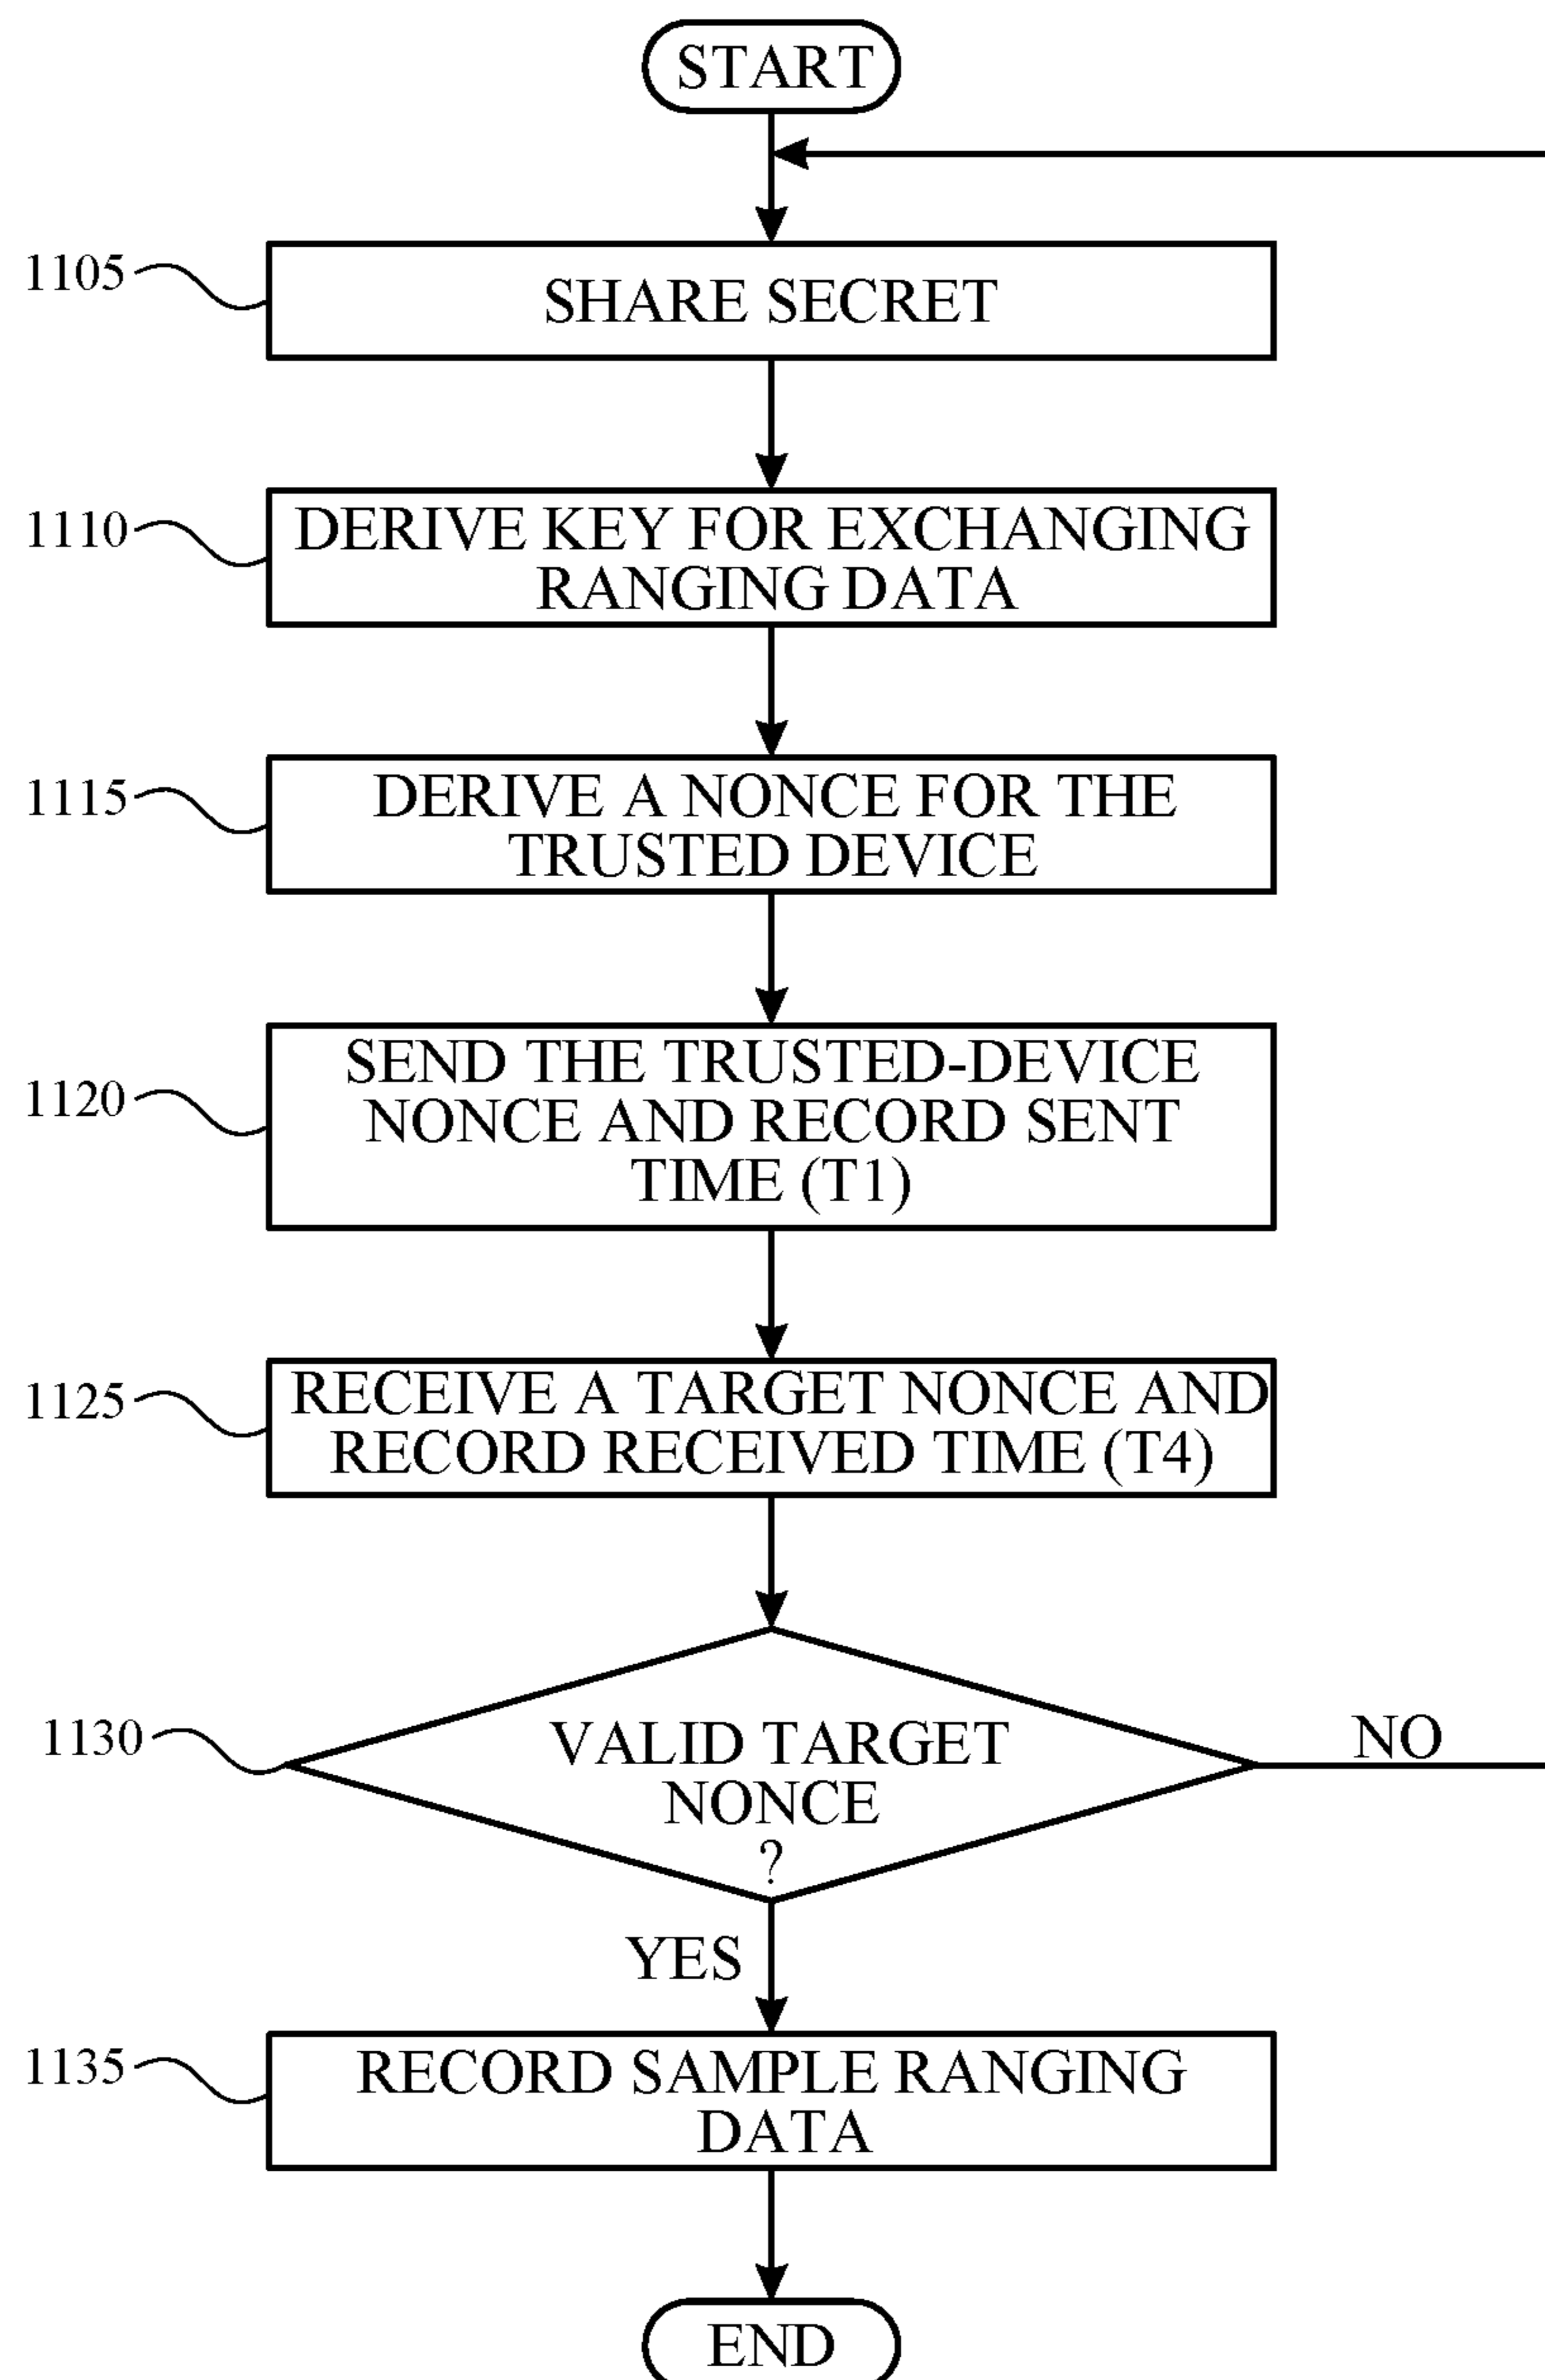 START
1105
SHARE SECRET
1110
DERIVE KEY FOR EXCHANGING
RANGING DATA
1115
DERIVE A NONCE FOR THE
TRUSTED DEVICE
1120
SEND THE TRUSTED-DEVICE
NONCE AND RECORD SENT
TIME (T1)
1125
RECEIVE A TARGET NONCE AND
RECORD RECEIVED TIME (T4)
1130
VALID TARGET
NONCE
?
NO
YES
1135
RECORD SAMPLE RANGING
DATA
END